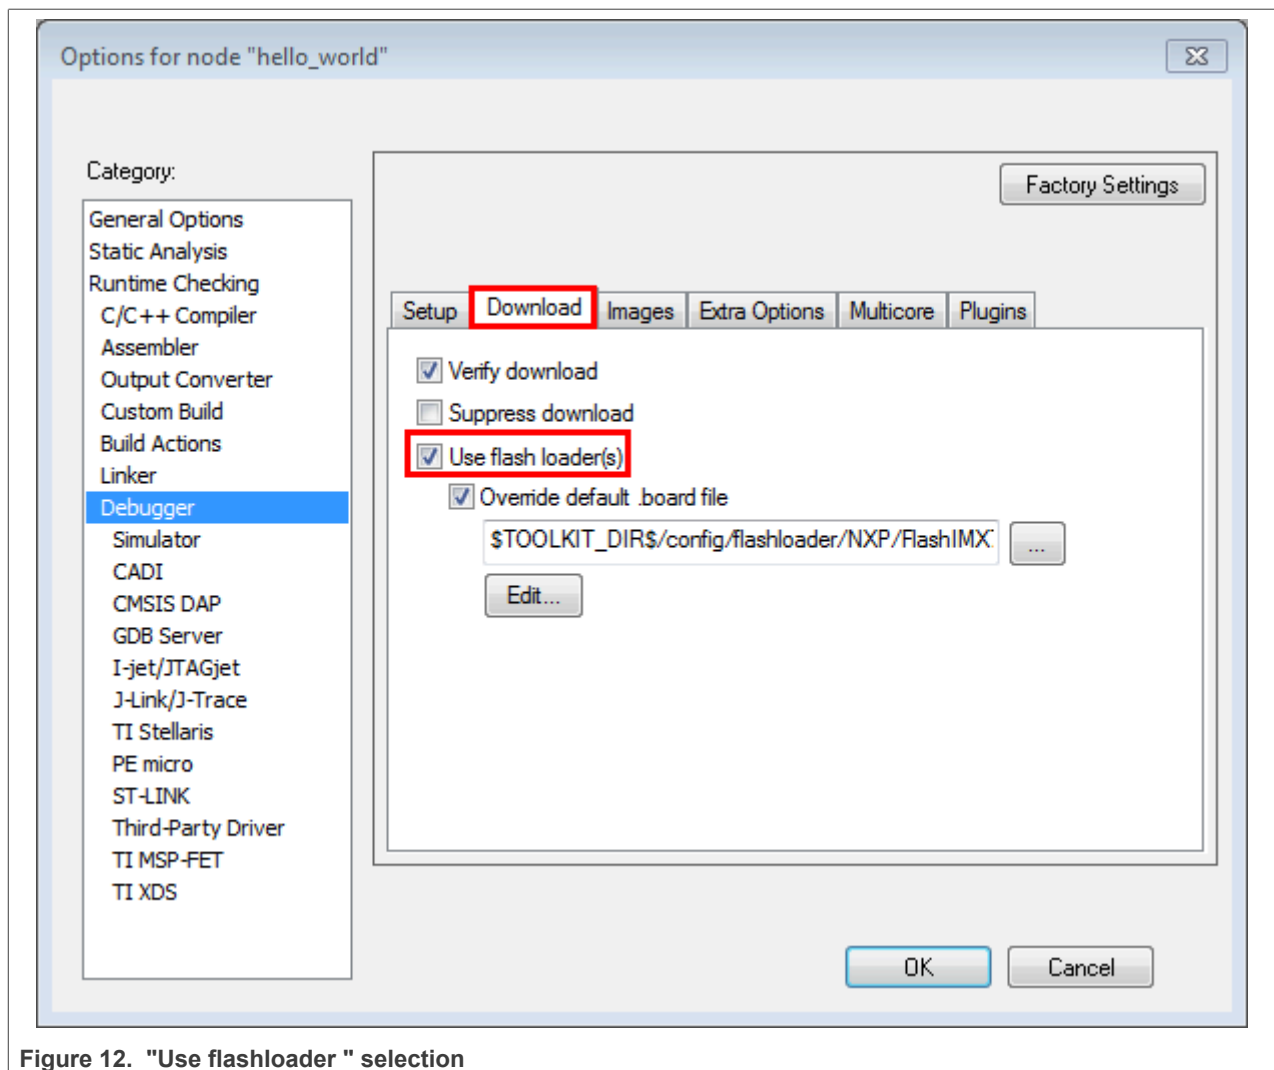 Options for node "hello_world"
Category:
General Options
Static Analysis
Runtime Checking
C/C++ Compiler
Assembler
Output Converter
Custom Build
Build Actions
Linker
Debugger
Simulator
CADI
CMSIS DAP
GDB Server
I-jet/JTAGjet
J-Link/J-Trace
TI Stellaris
PE micro
ST-LINK
Third-Party Driver
TI MSP-FET
TI XDS
Factory Settings
Setup Download Images Extra Options Multicore Plugins
Verify download
Suppress download
Use flash loader(s)
Override default .board file
$TOOLKIT_DIR$/config/flashloader/NXP/FlashIMX
...
Edit...
OK Cancel
Figure 12. "Use flashloader " selection